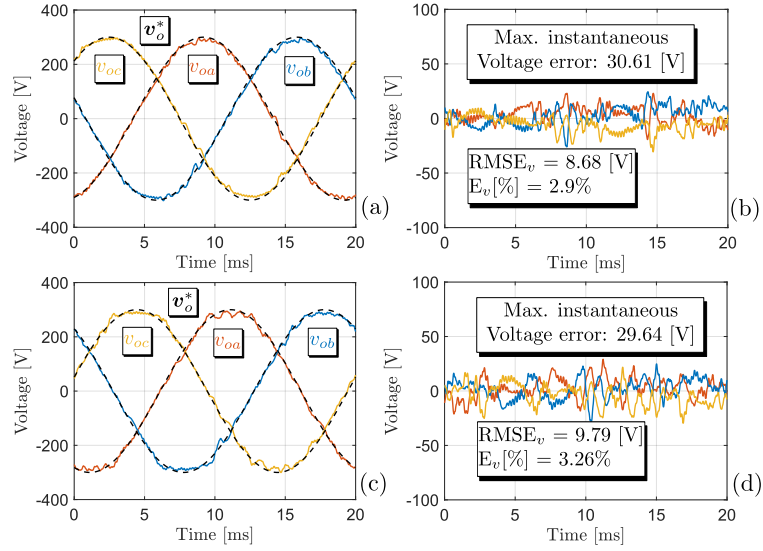 400
200
0
-200
-400
Voltage [V]
v_o^*
v_oc
v_oa
v_ob
0
5
10
15
20
Time [ms]
(a)
100
50
0
-50
-100
Voltage [V]
Max. instantaneous
Voltage error: 30.61 [V]
RMSE_v = 8.68 [V]
E_v[%] = 2.9%
0
5
10
15
20
Time [ms]
(b)
400
200
0
-200
-400
Voltage [V]
v_o^*
v_oc
v_oa
v_ob
0
5
10
15
20
Time [ms]
(c)
100
50
0
-50
-100
Voltage [V]
Max. instantaneous
Voltage error: 29.64 [V]
RMSE_v = 9.79 [V]
E_v[%] = 3.26%
0
5
10
15
20
Time [ms]
(d)